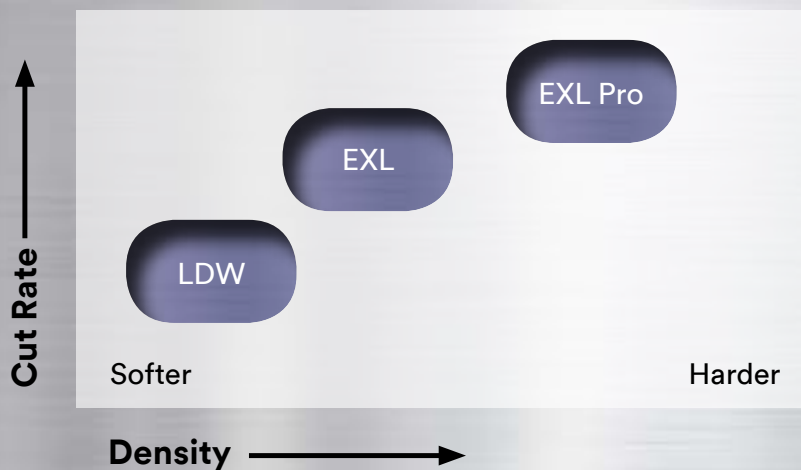 EXL Pro
EXL
LDW
Cut Rate
Softer
Harder
Density